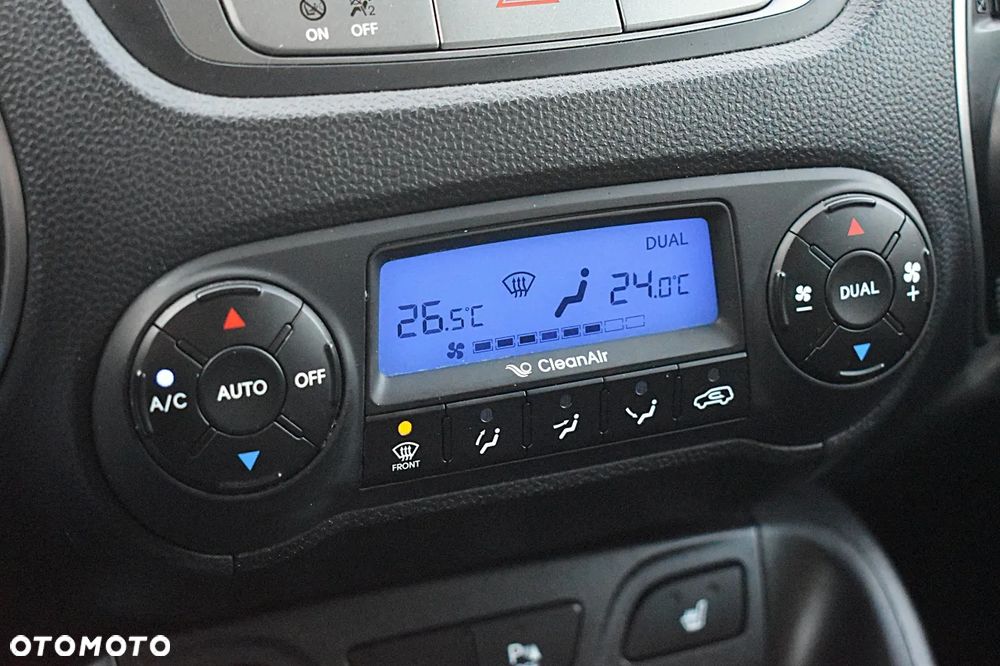 ON OFF
DUAL
26.5°C 24.0°C
CleanAir
A/C AUTO OFF
DUAL
FRONT
OTOMOTO